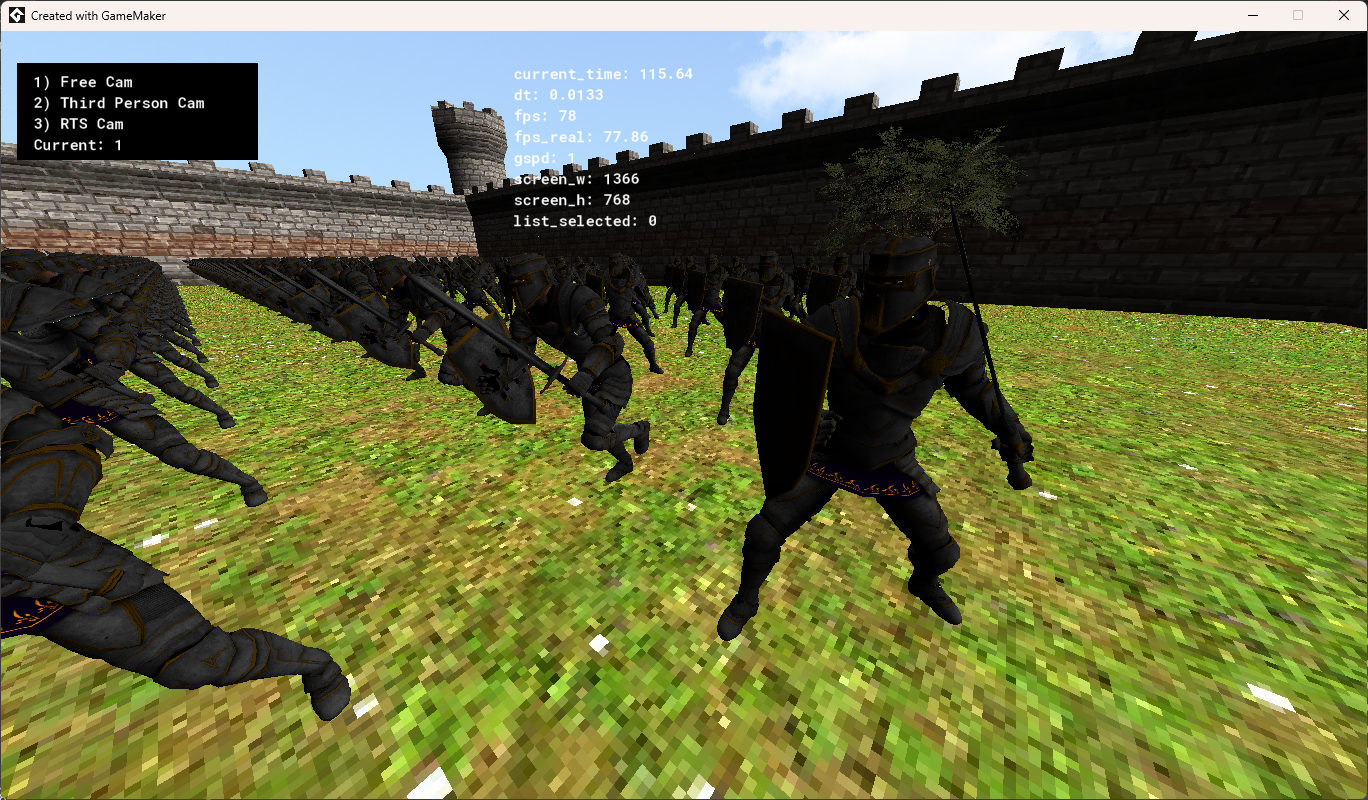 Created with GameMaker
1) Free Cam
2) Third Person Cam
3) RTS Cam
Current: 1
current_time: 115.64
dt: 0.0133
fps: 78
fps_real: 77.86
gspd: 1
screen_w: 1366
screen_h: 768
list_selected: 0